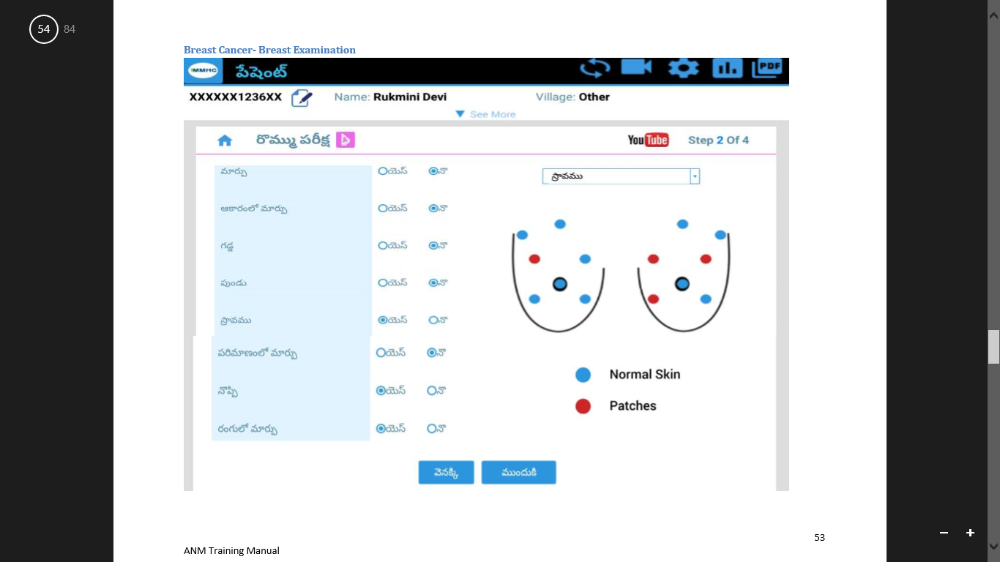 54 84
Breast Cancer- Breast Examination
MMHC పేషెంట్ PDF
XXXXXX1236XX Name: Rukmini Devi Village: Other
▼ See More
రొమ్ము పరీక్ష YouTube Step 2 Of 4
మార్పు యెస్ నొ
స్రావము
ఆకారంలో మార్పు యెస్ నొ
గడ్డ యెస్ నొ
పుండు యెస్ నొ
స్రావము యెస్ నొ
పరిమాణంలో మార్పు యెస్ నొ
నొప్పి యెస్ నొ
రంగులో మార్పు యెస్ నొ
Normal Skin
Patches
వెనక్కి ముందుకి
53
ANM Training Manual